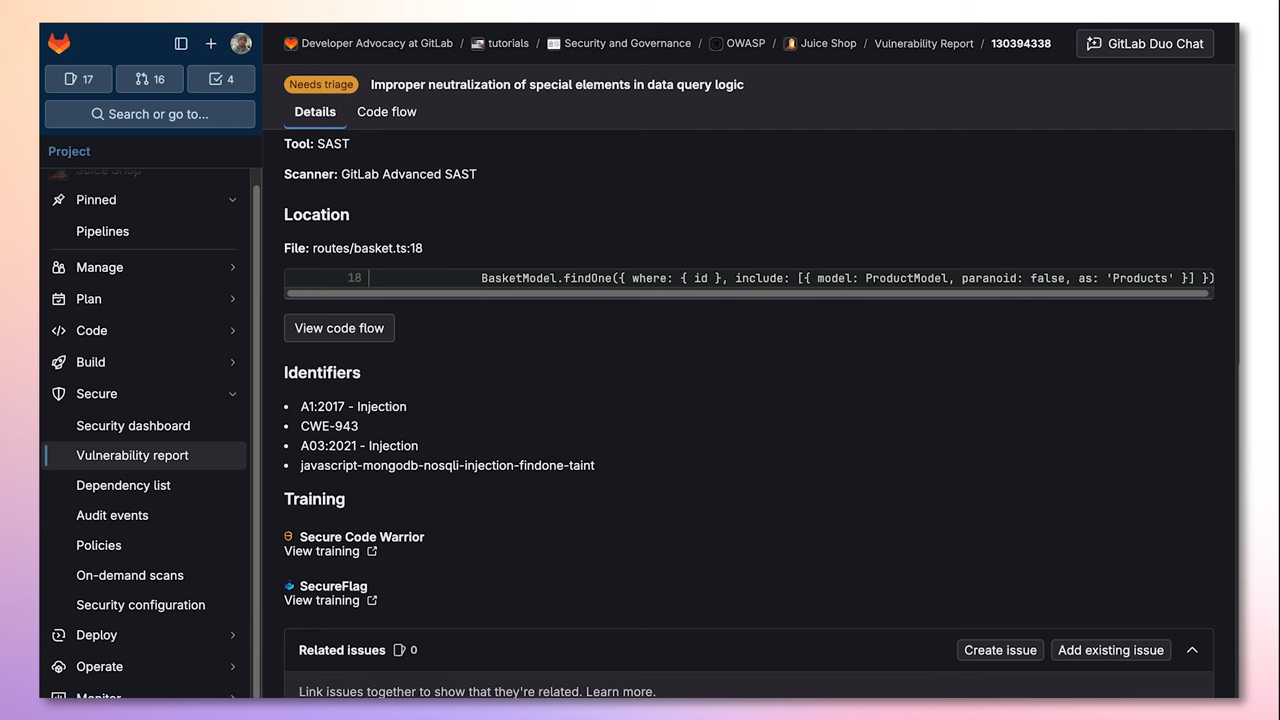 Developer Advocacy at GitLab / tutorials / Security and Governance / OWASP / Juice Shop / Vulnerability Report / 130394338
GitLab Duo Chat
17
16
4
Search or go to...
Project
Juice Shop
Pinned
Pipelines
Manage
Plan
Code
Build
Secure
Security dashboard
Vulnerability report
Dependency list
Audit events
Policies
On-demand scans
Security configuration
Deploy
Operate
Monitor
Needs triage
Improper neutralization of special elements in data query logic
Details
Code flow
Tool: SAST
Scanner: GitLab Advanced SAST
Location
File: routes/basket.ts:18
18 BasketModel.findOne({ where: { id }, include: [{ model: ProductModel, paranoid: false, as: 'Products' }] })
View code flow
Identifiers
• A1:2017 - Injection
• CWE-943
• A03:2021 - Injection
• javascript-mongodb-nosqli-injection-findone-taint
Training
Secure Code Warrior
View training
SecureFlag
View training
Related issues 0
Create issue
Add existing issue
Link issues together to show that they're related. Learn more.